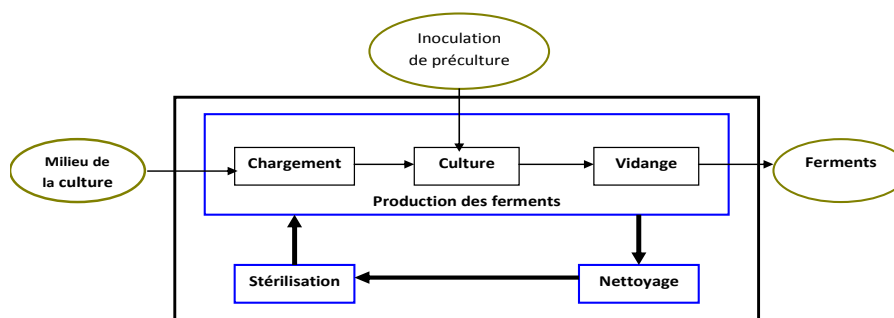 Inoculation
de préculture
Milieu de
la culture
Chargement
Culture
Vidange
Ferments
Production des ferments
Stérilisation
Nettoyage